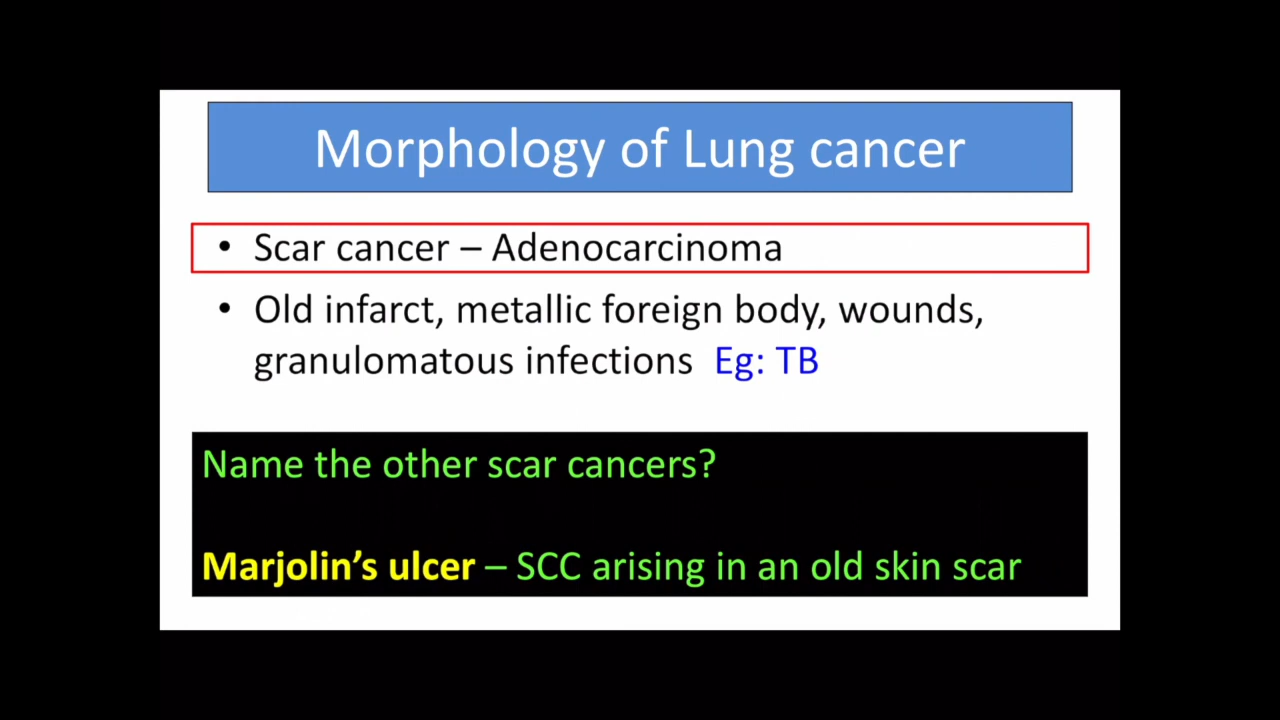 Morphology of Lung cancer
• Scar cancer – Adenocarcinoma
• Old infarct, metallic foreign body, wounds,
granulomatous infections Eg: TB
Name the other scar cancers?
Marjolin’s ulcer – SCC arising in an old skin scar